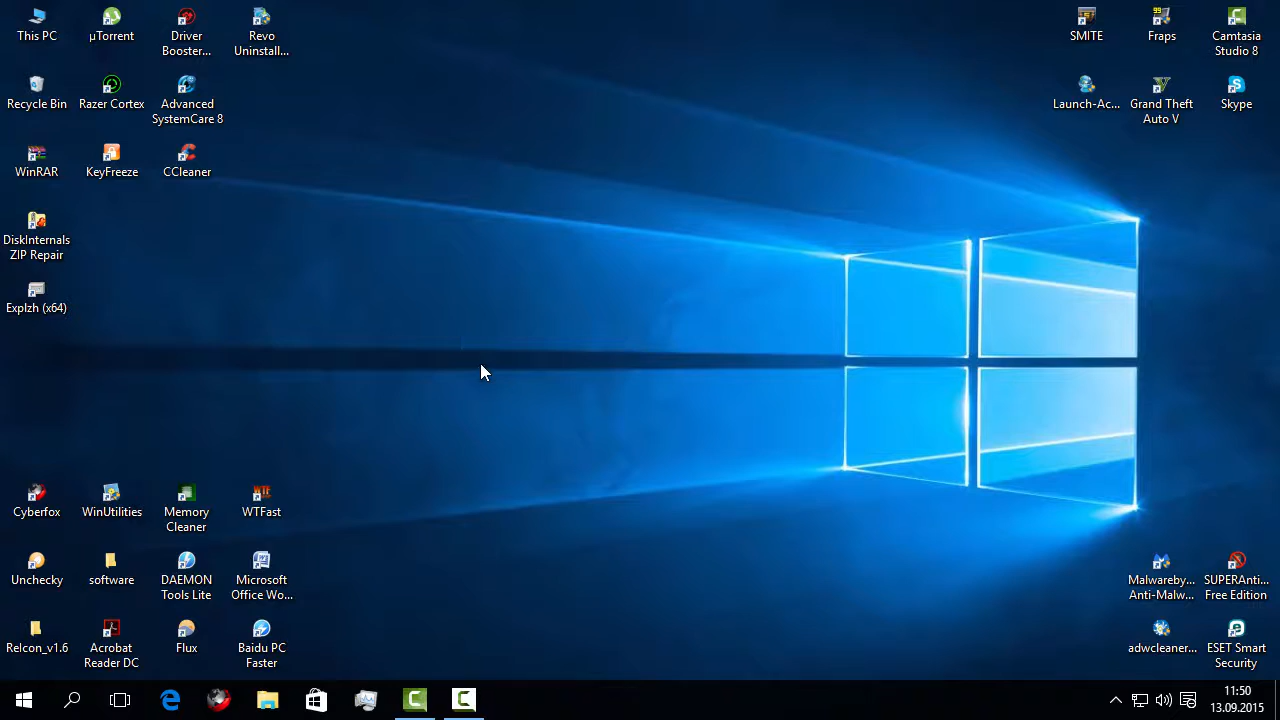 This PC
µTorrent
Driver
Booster...
Revo
Uninstall...
SMITE
Fraps
Camtasia
Studio 8
Recycle Bin
Razer Cortex
Advanced
SystemCare 8
Launch-Ac...
Grand Theft
Auto V
Skype
WinRAR
KeyFreeze
CCleaner
DiskInternals
ZIP Repair
Explzh (x64)
Cyberfox
WinUtilities
Memory
Cleaner
WTFast
Unchecky
software
DAEMON
Tools Lite
Microsoft
Office Wo...
Malwareby...
Anti-Malw...
SUPERAnti...
Free Edition
Relcon_v1.6
Acrobat
Reader DC
Flux
Baidu PC
Faster
adwcleaner...
ESET Smart
Security
11:50
13.09.2015